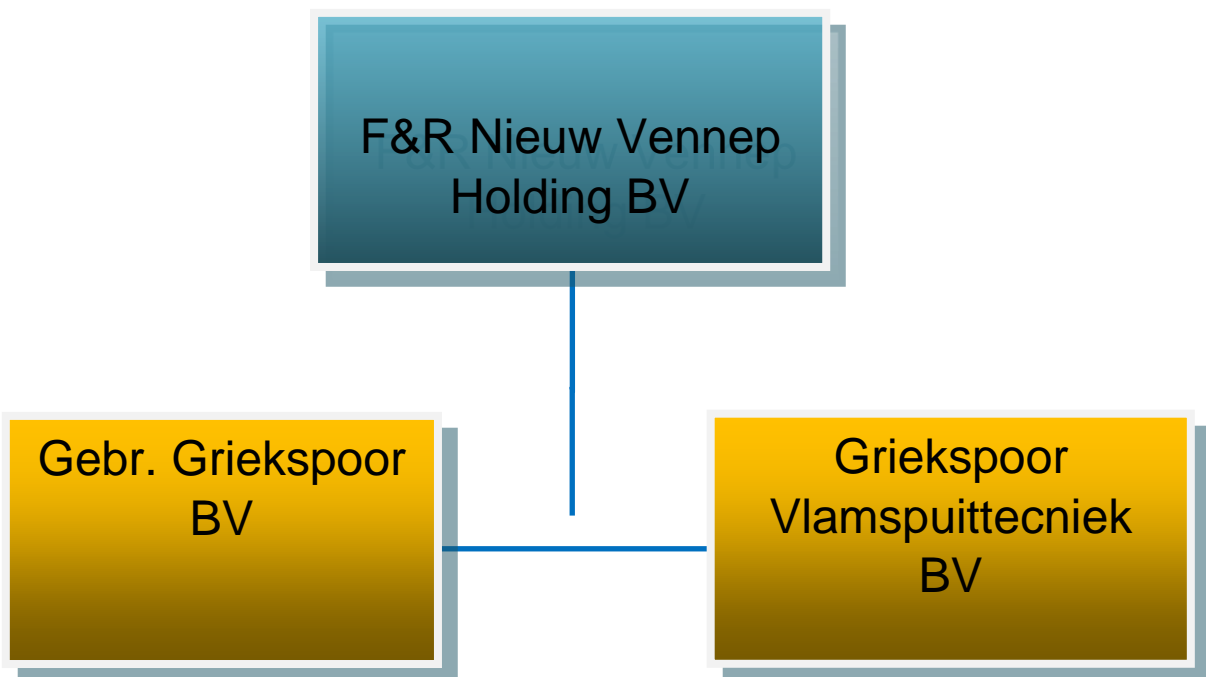 F&R Nieuw Vennep
Holding BV
Gebr. Griekspoor
BV
Griekspoor
Vlamspuittecniek
BV